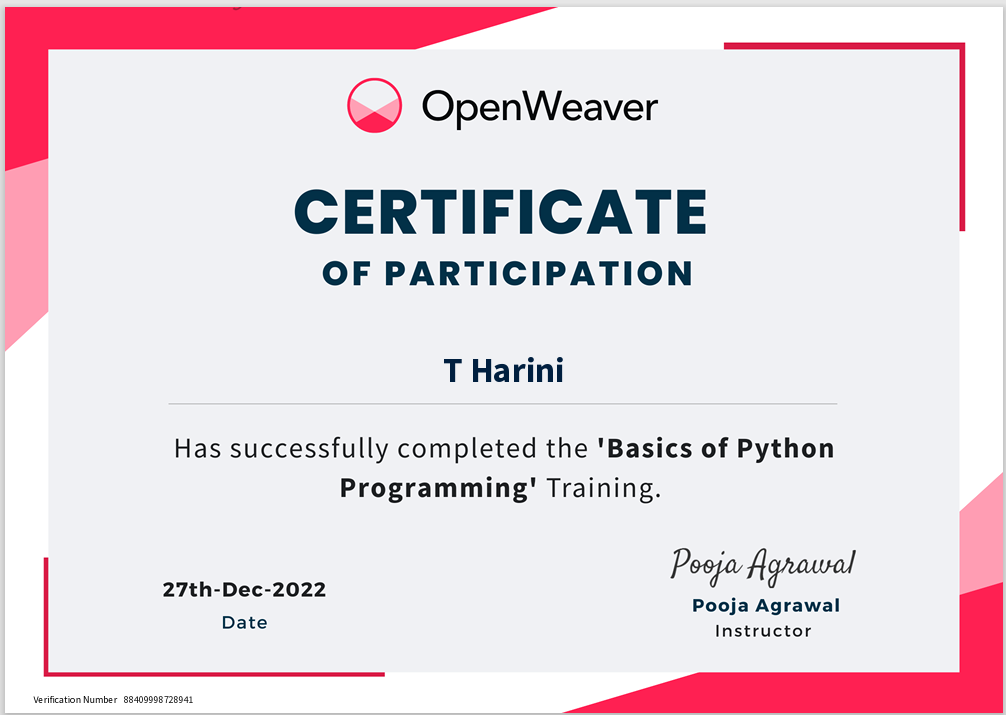 OpenWeaver
CERTIFICATE
OF PARTICIPATION
T Harini
Has successfully completed the 'Basics of Python
Programming' Training.
Pooja Agrawal
27th-Dec-2022
Pooja Agrawal
Date
Instructor
Verification Number 88409998728941